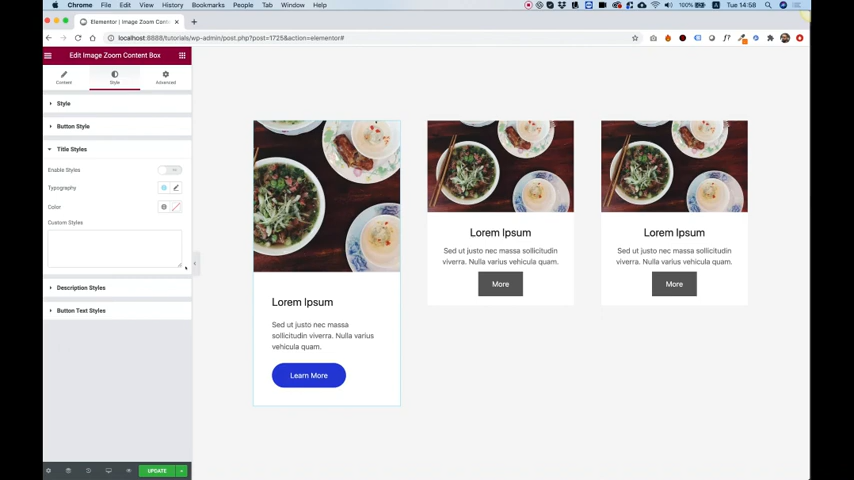 Chrome File Edit View History Bookmarks People Tab Window Help
100%
Tue 14:58
Elementor | Image Zoom Cont
localhost:8888/tutorials/wp-admin/post.php?post=1725&action=elementor#
f?
Edit Image Zoom Content Box
Content
Style
Advanced
Style
Button Style
Title Styles
Enable Styles
Typography
Color
Custom Styles
Description Styles
Button Text Styles
UPDATE
Lorem Ipsum
Sed ut justo nec massa
sollicitudin viverra. Nulla varius
vehicula quam.
Learn More
Lorem Ipsum
Sed ut justo nec massa sollicitudin
viverra. Nulla varius vehicula quam.
More
Lorem Ipsum
Sed ut justo nec massa sollicitudin
viverra. Nulla varius vehicula quam.
More